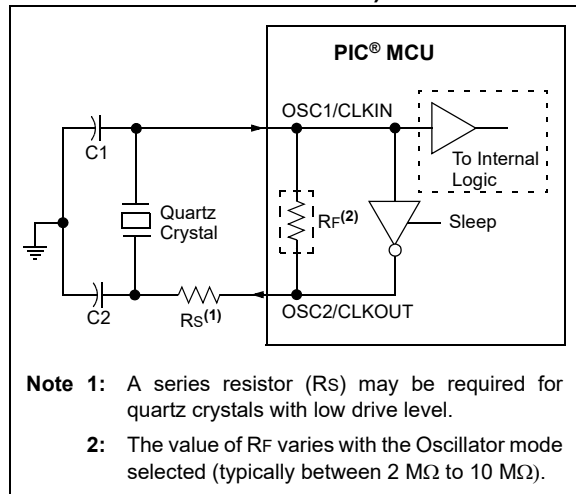 PIC® MCU
OSC1/CLKIN
C1
To Internal
Logic
Quartz
Crystal
RF(2)
Sleep
C2
RS(1)
OSC2/CLKOUT
Note 1: A series resistor (RS) may be required for
quartz crystals with low drive level.
2: The value of RF varies with the Oscillator mode
selected (typically between 2 MΩ to 10 MΩ).